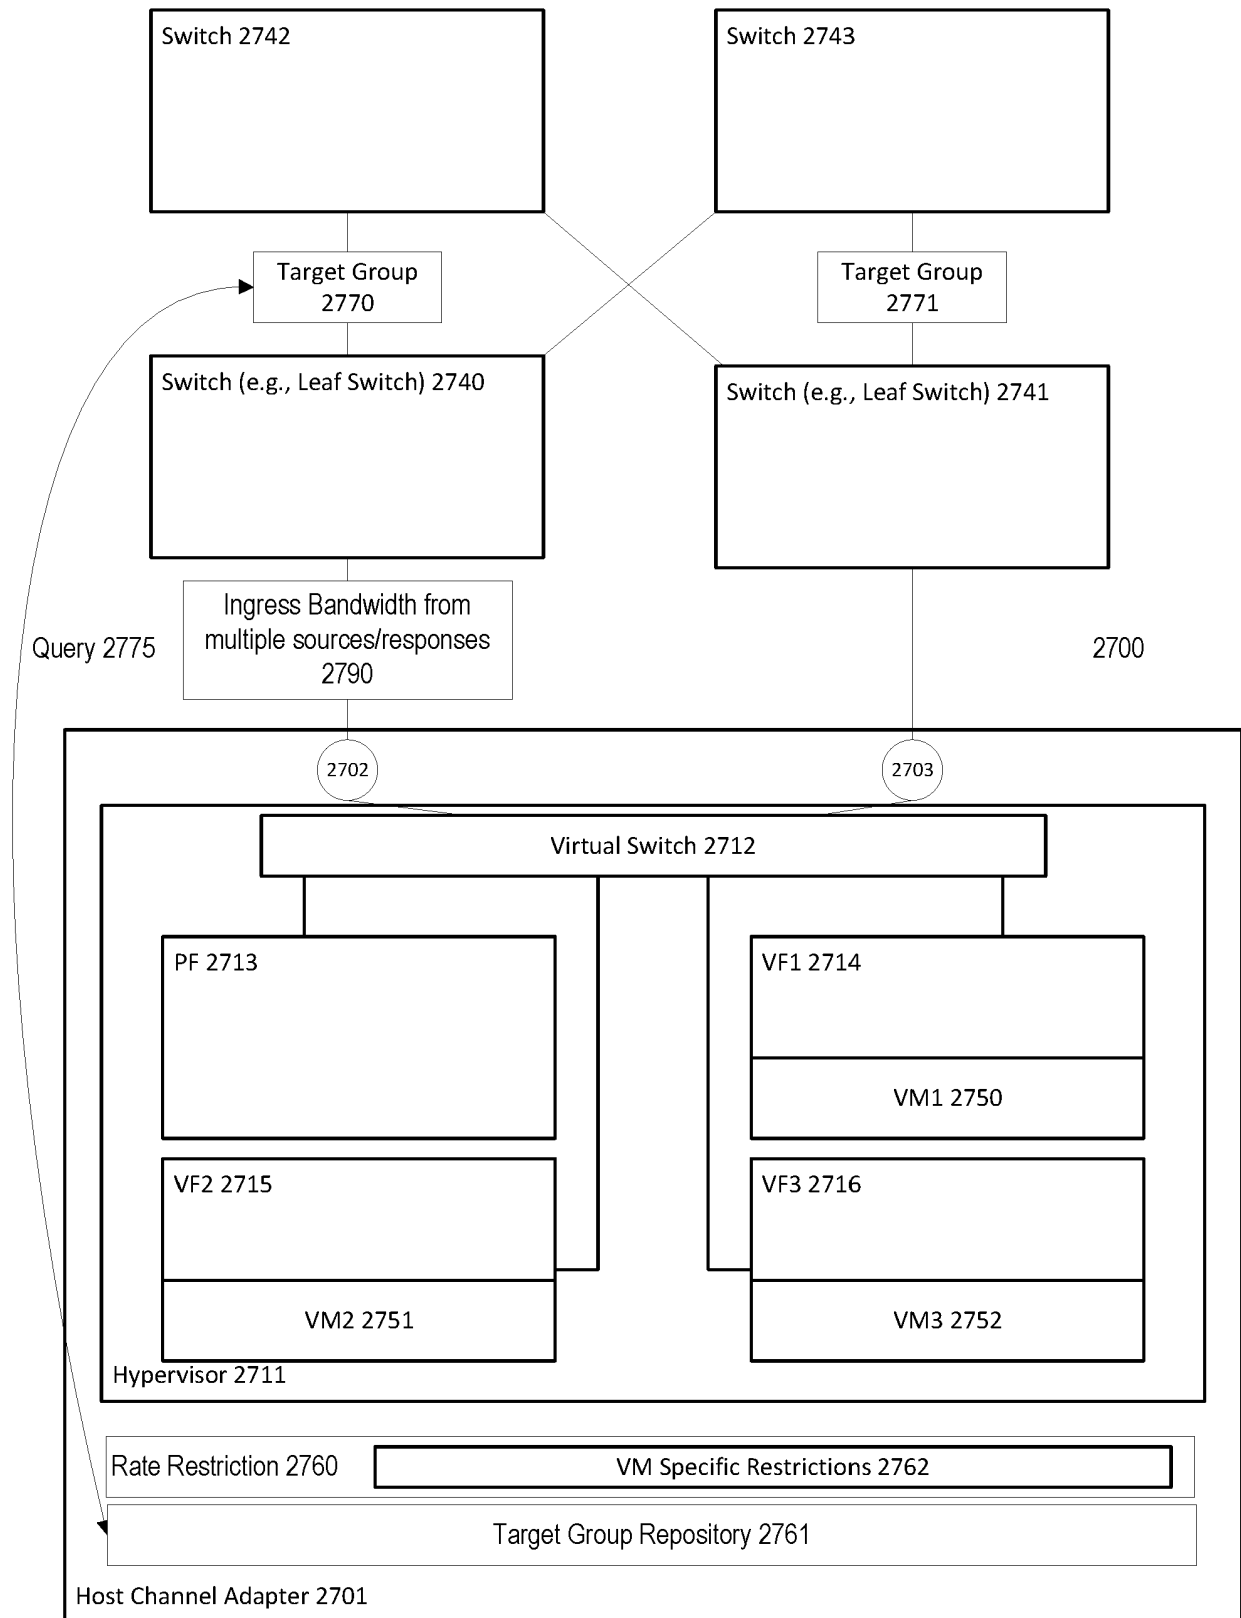 Switch 2742
Switch 2743
Target Group
2770
Target Group
2771
Switch (e.g., Leaf Switch) 2740
Switch (e.g., Leaf Switch) 2741
Ingress Bandwidth from
multiple sources/responses
2790
Query 2775
2700
2702
2703
Virtual Switch 2712
PF 2713
VF1 2714
VM1 2750
VF2 2715
VF3 2716
VM2 2751
VM3 2752
Hypervisor 2711
Rate Restriction 2760
VM Specific Restrictions 2762
Target Group Repository 2761
Host Channel Adapter 2701